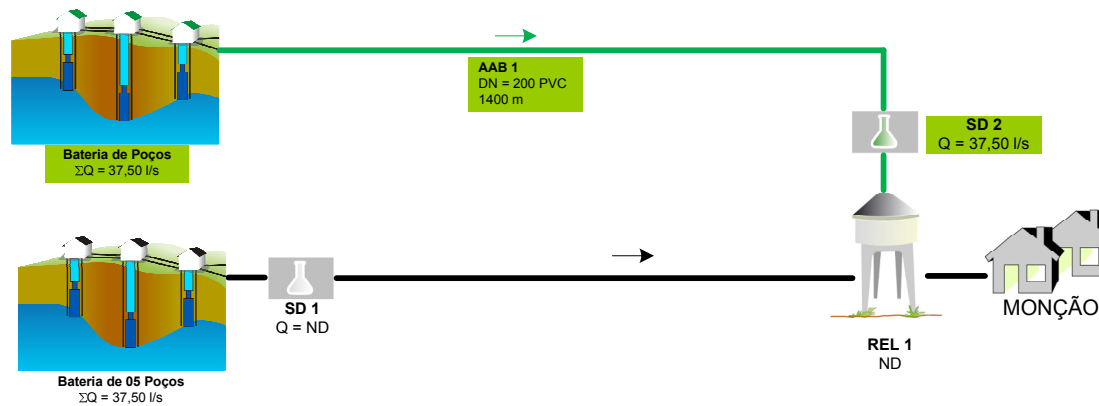 AAB 1
DN = 200 PVC
1400 m
SD 2
Q = 37,50 l/s
Bateria de Poços
ΣQ = 37,50 l/s
SD 1
Q = ND
MONÇÃO
REL 1
ND
Bateria de 05 Poços
ΣQ = 37,50 l/s